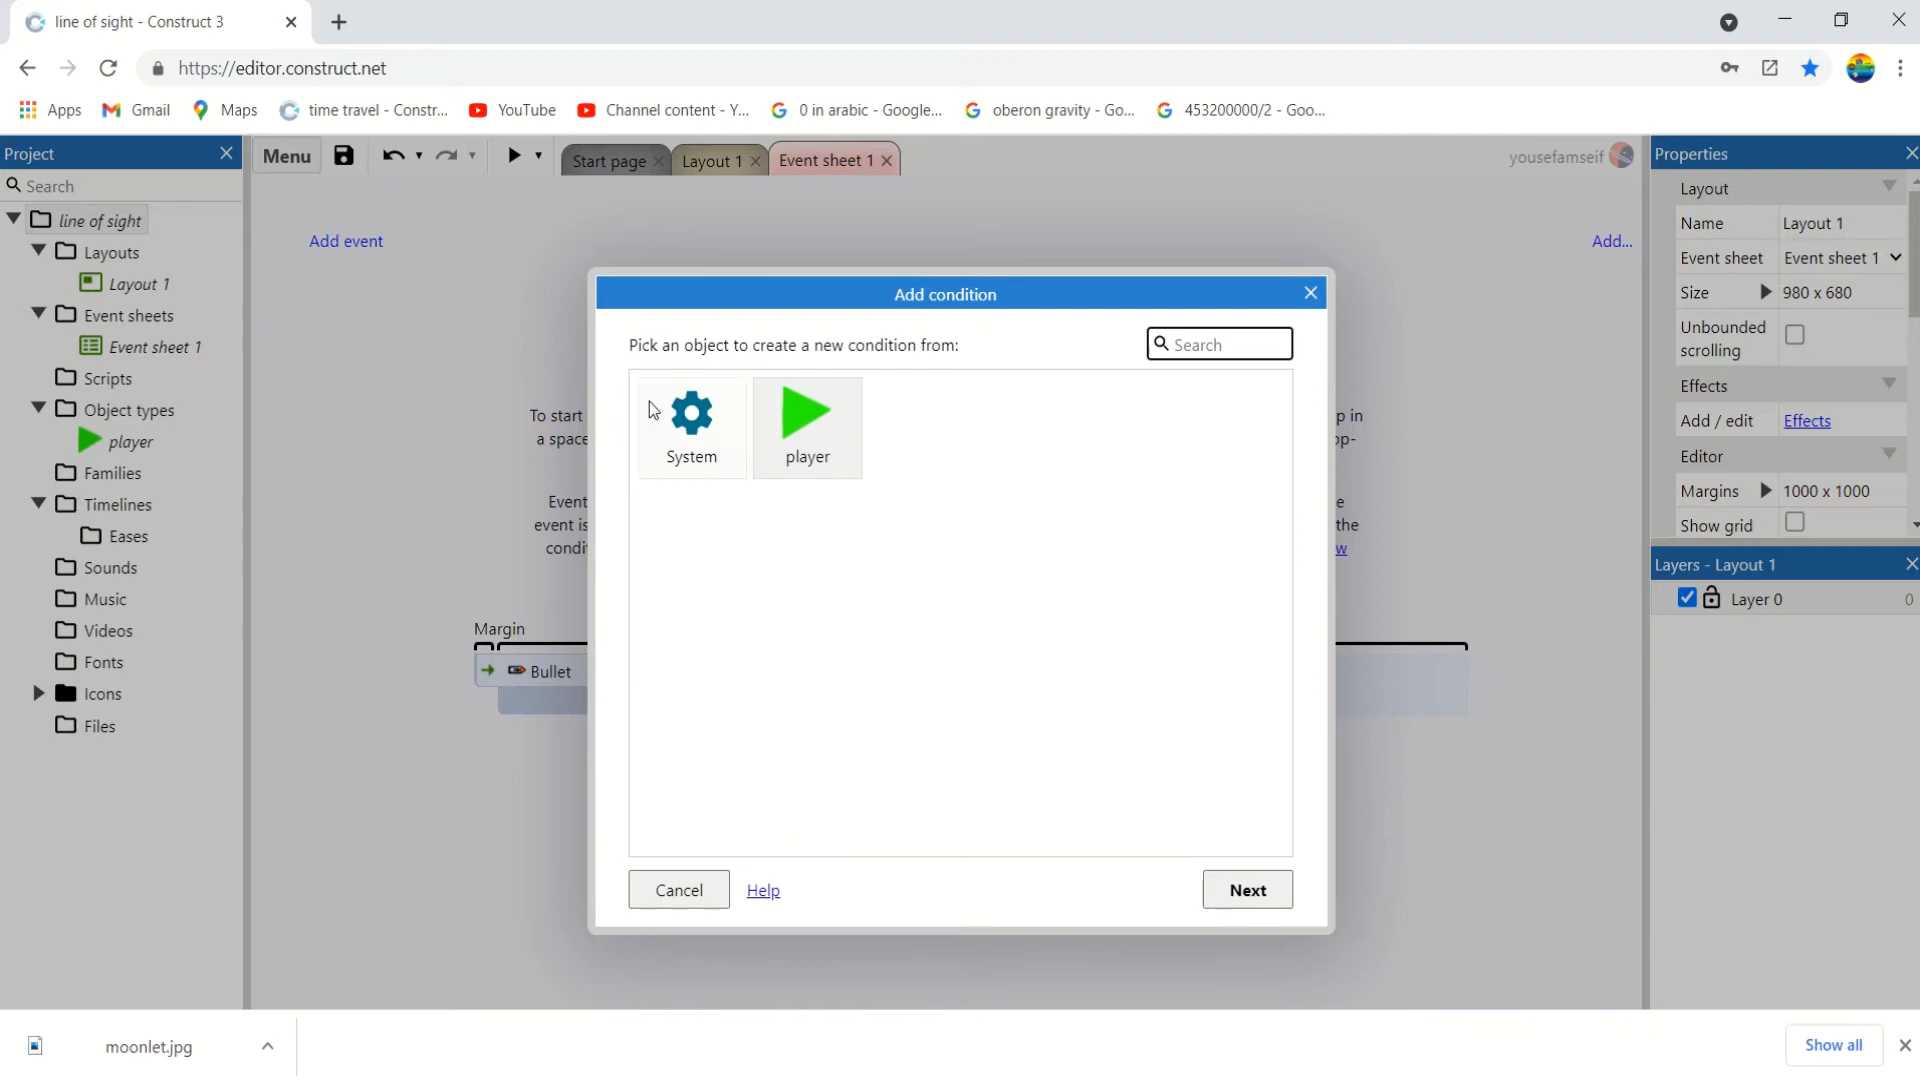 line of sight - Construct 3
https://editor.construct.net
Apps
Gmail
Maps
time travel - Constr...
YouTube
Channel content - Y...
0 in arabic - Google...
oberon gravity - Go...
453200000/2 - Goo...
Project
Menu
Start page
Layout 1
Event sheet 1
yousefamseif
Properties
Search
line of sight
Layouts
Layout 1
Event sheets
Event sheet 1
Scripts
Object types
player
Families
Timelines
Eases
Sounds
Music
Videos
Fonts
Icons
Files
Add event
Add...
To start
a space
Event
event is
condi
p in
op-
e
the
w
Margin
Bullet
Add condition
Pick an object to create a new condition from:
Search
System
player
Cancel
Help
Next
Layout
Name
Layout 1
Event sheet
Event sheet 1
Size
980 x 680
Unbounded
scrolling
Effects
Add / edit
Effects
Editor
Margins
1000 x 1000
Show grid
Layers - Layout 1
Layer 0
0
moonlet.jpg
Show all